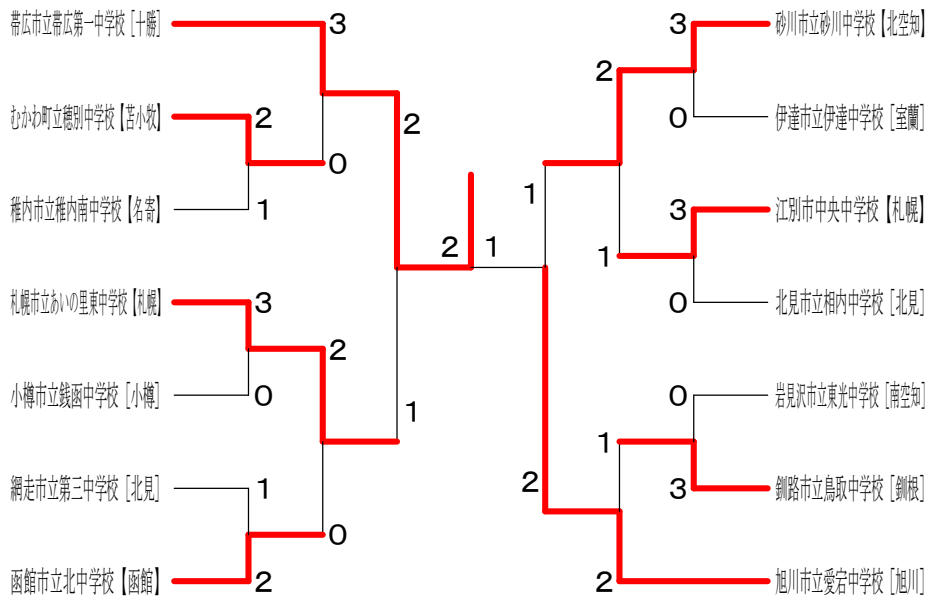 帯広市立帯広第一中学校 [十勝]
3
むかわ町立穂別中学校【苫小牧】
2
2
0
稚内市立稚内南中学校【名寄】
1
札幌市立あいの里東中学校【札幌】
3
2
小樽市立銭函中学校 [小樽]
0
1
網走市立第三中学校 [北見]
1
0
函館市立北中学校【函館】
2
2
1
砂川市立砂川中学校【北空知】
3
2
伊達市立伊達中学校 [室蘭]
0
1
江別市中央中学校【札幌】
3
1
北見市立相内中学校 [北見]
0
岩見沢市立東光中学校 [南空知]
0
1
釧路市立鳥取中学校 [釧根]
3
2
旭川市立愛宕中学校 [旭川]
2